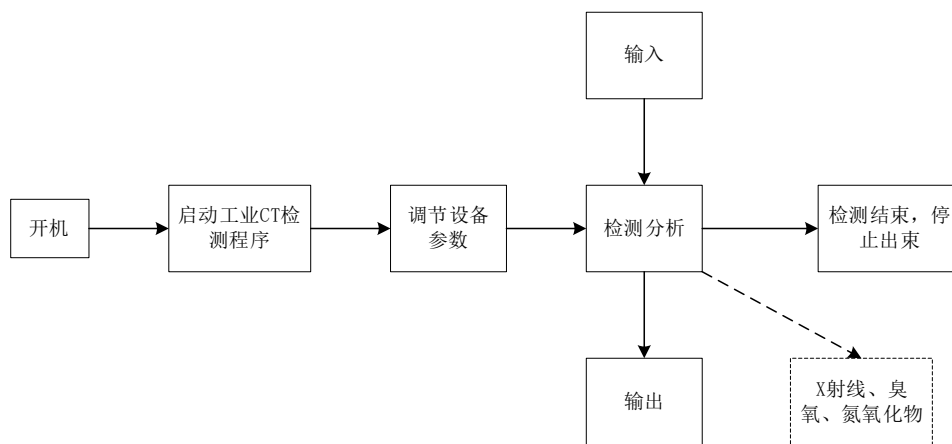 输入
开机
启动工业CT检
测程序
调节设备
参数
检测分析
检测结束，停
止出束
输出
X射线、臭
氧、氮氧化物